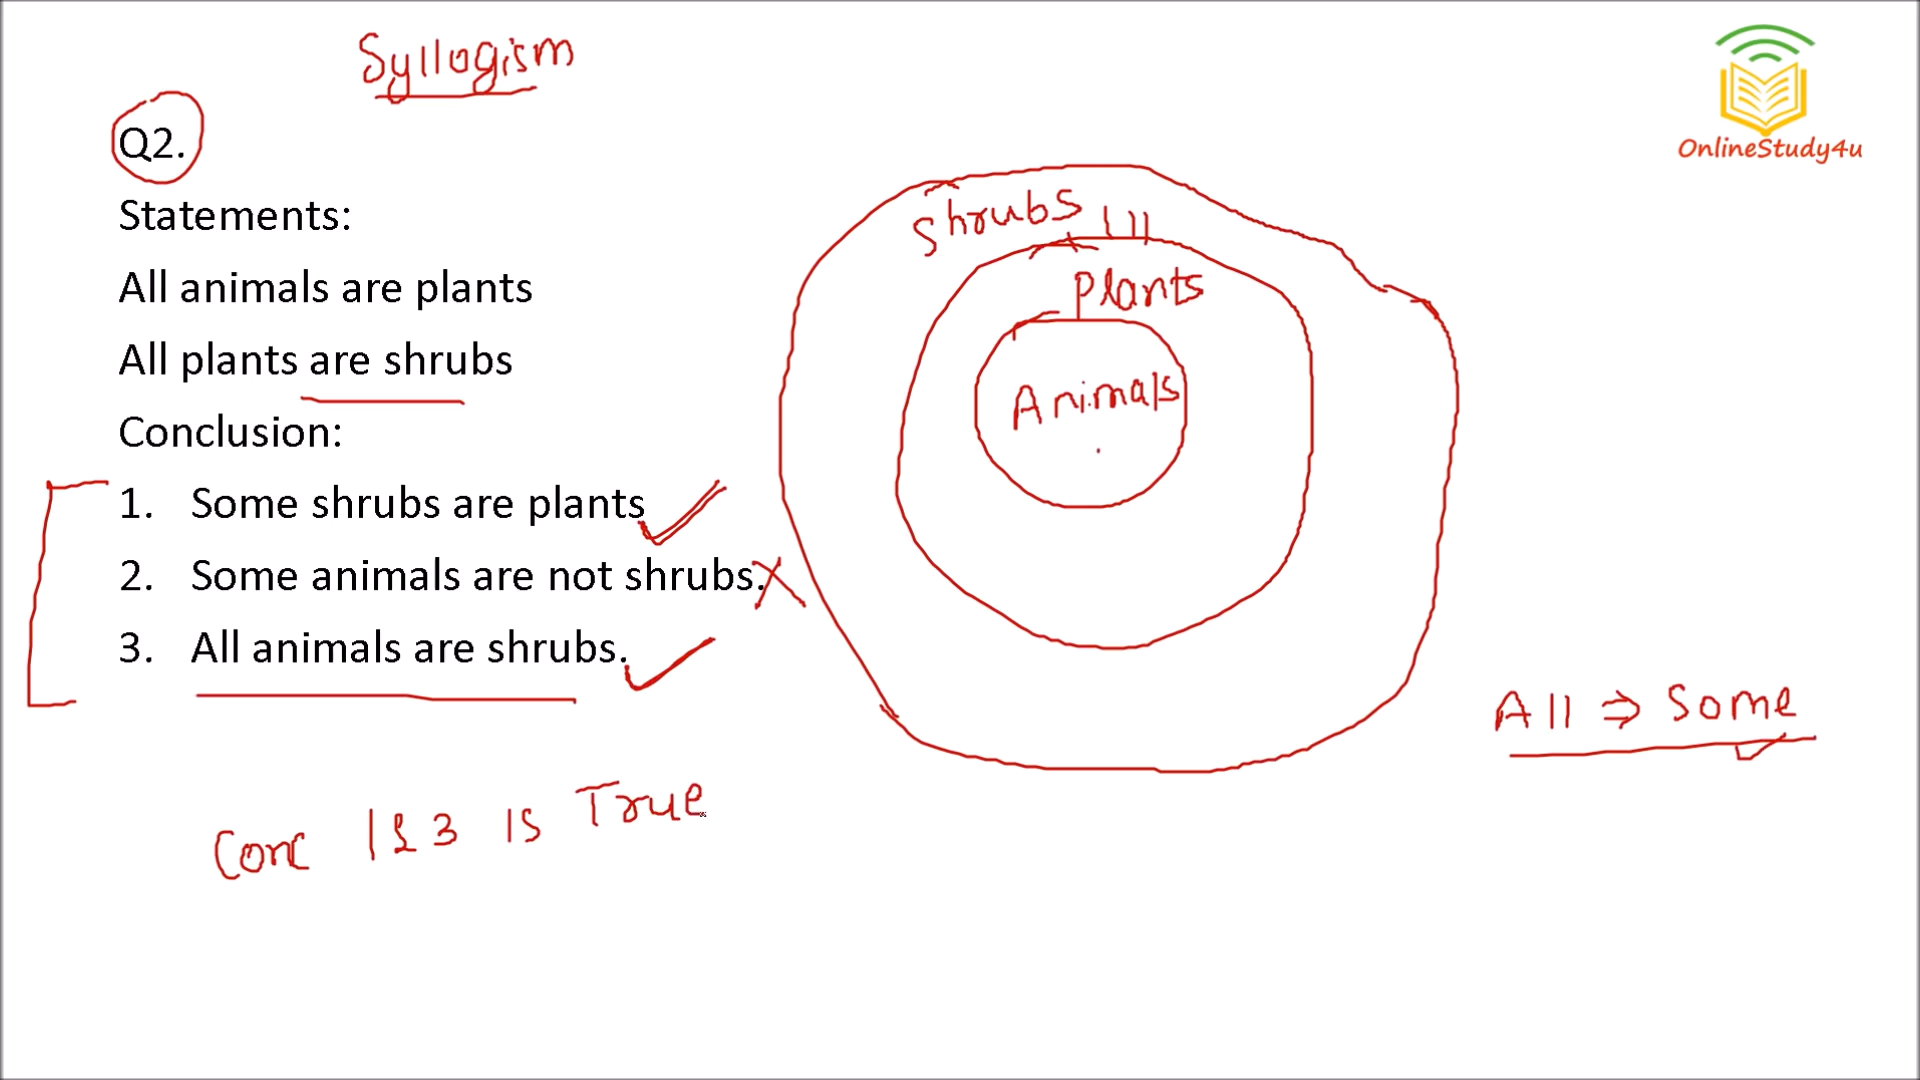 Syllogism
OnlineStudy4u
Q2.
Statements:
All animals are plants
All plants are shrubs
Conclusion:
1. Some shrubs are plants
2. Some animals are not shrubs.
3. All animals are shrubs.
Shrubs
Plants
Animals
All ⇒ Some
Conc 1 & 3 is True